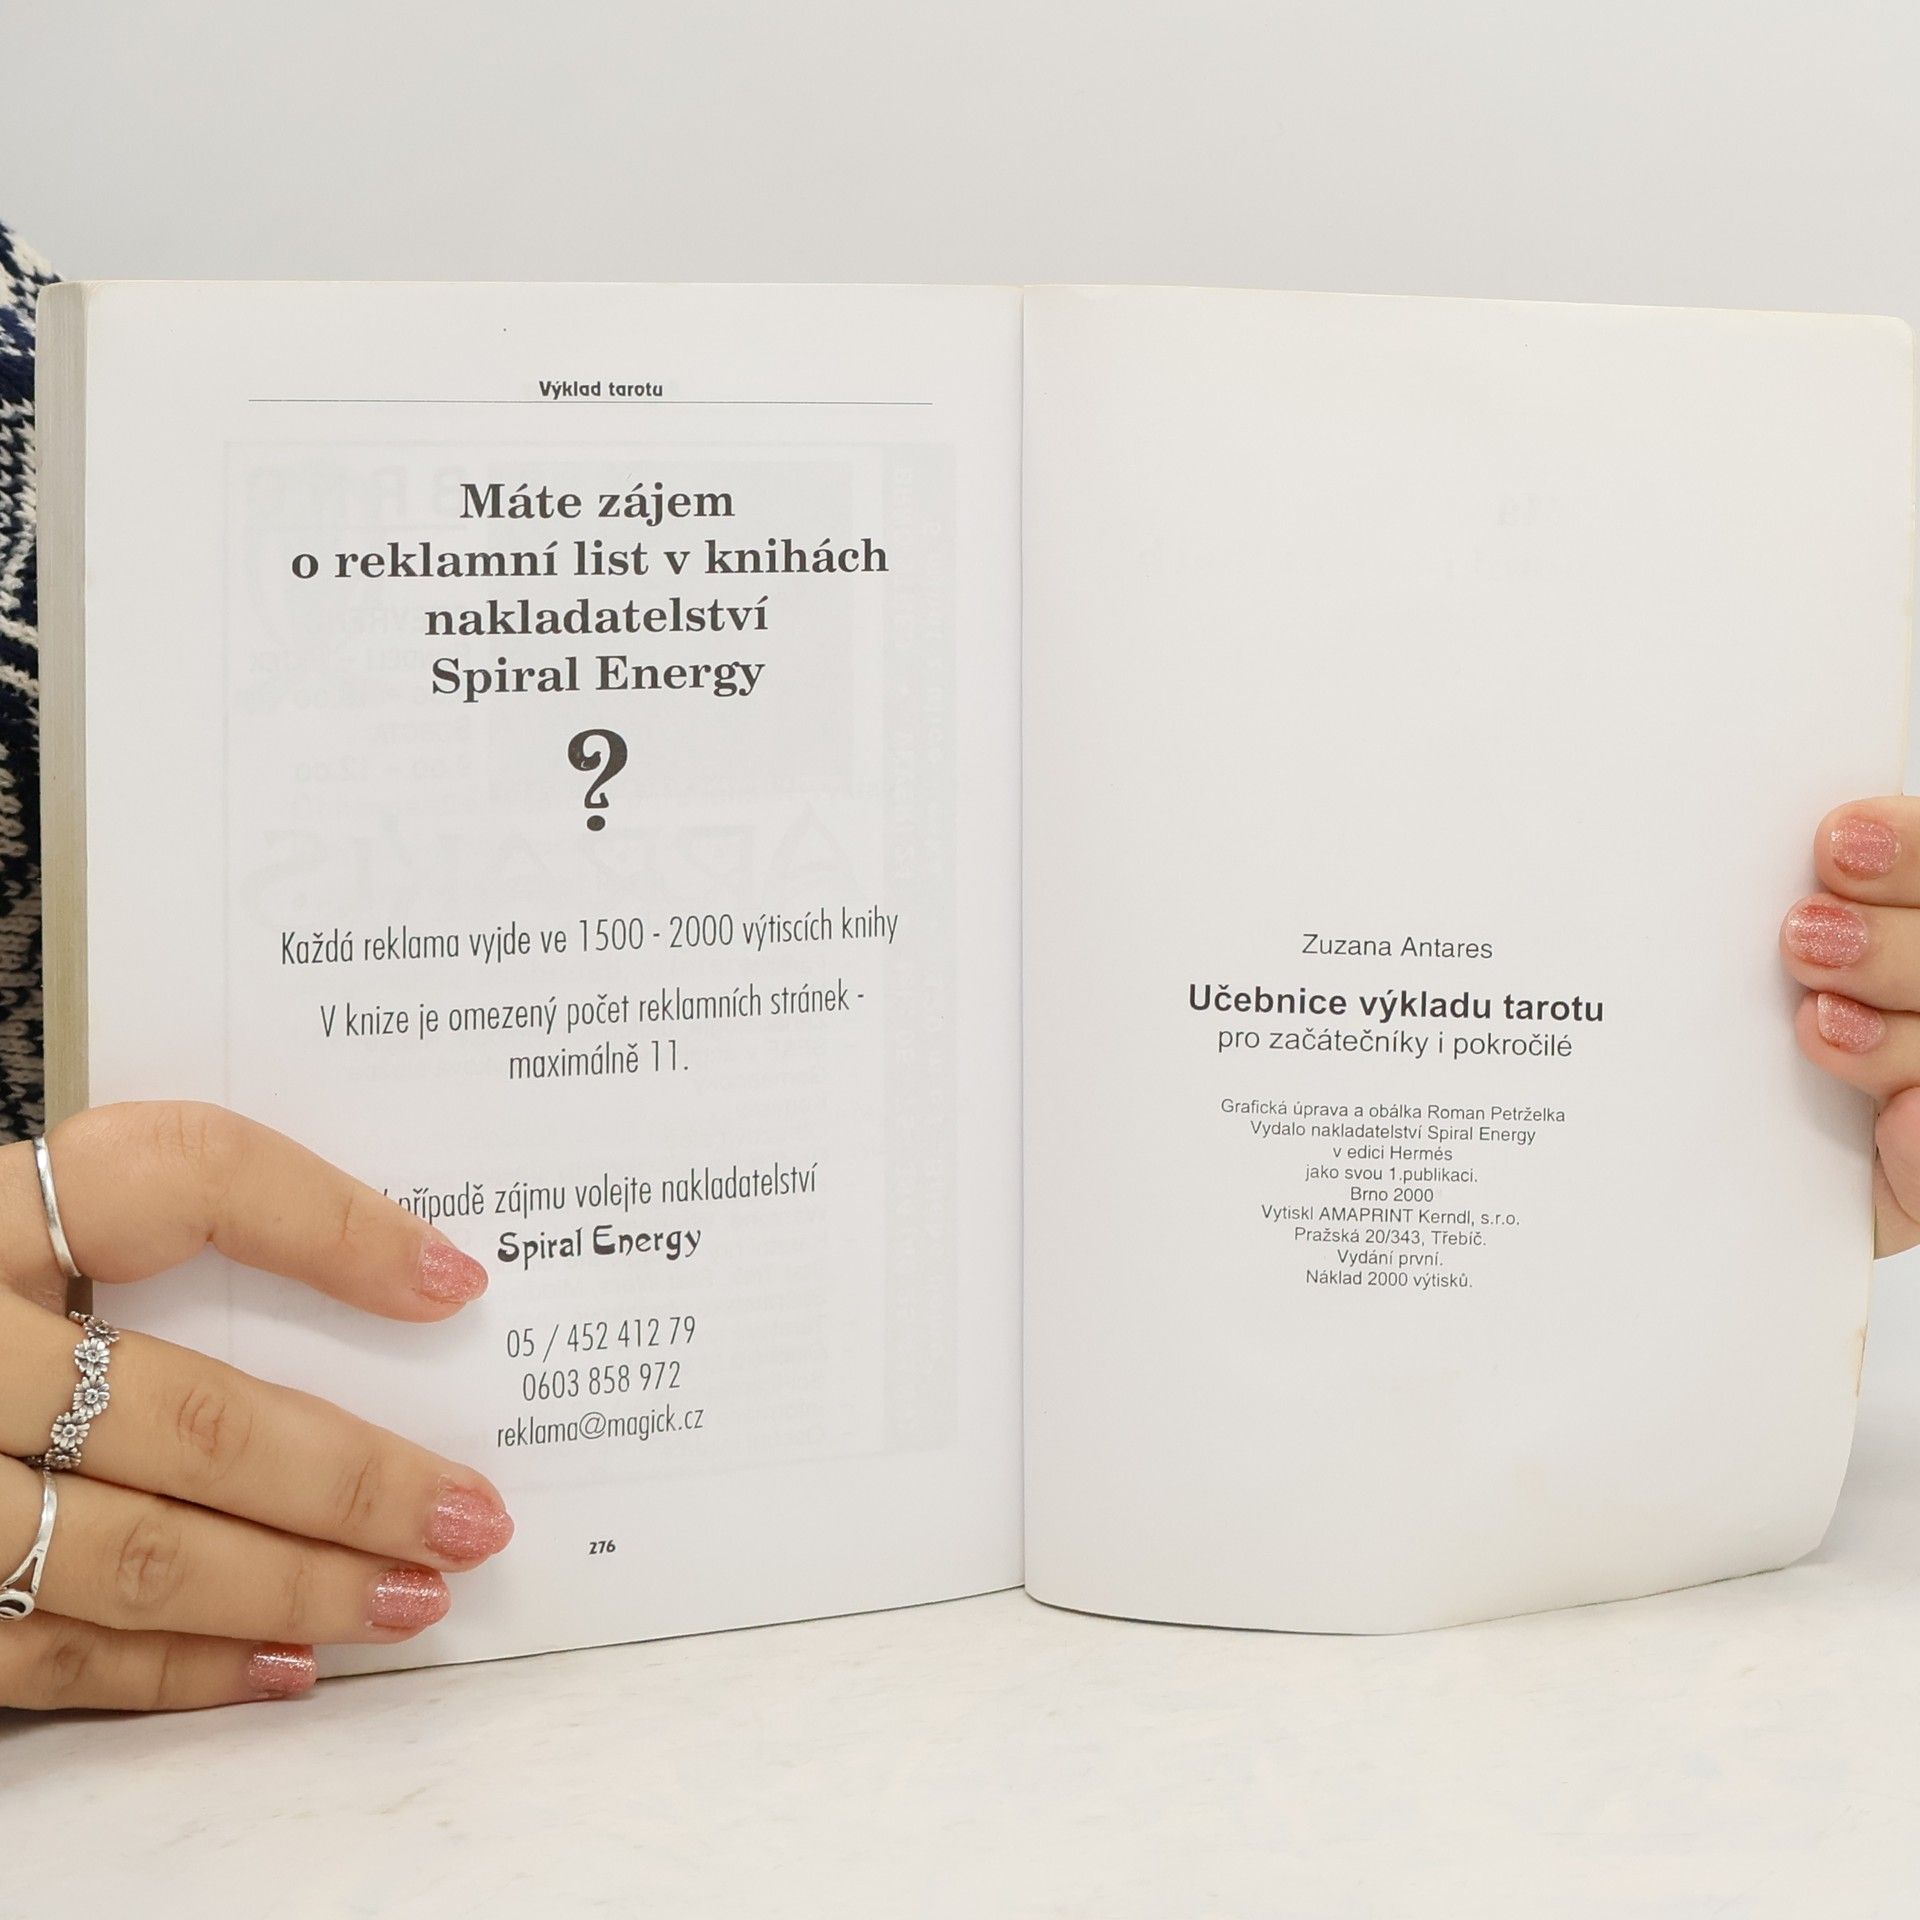 Výklad tarotu
Máte zájem
o reklamní list v knihách
nakladatelství
Spiral Energy
?
Každá reklama vyjde ve 1500 - 2000 výtiscích knihy
V knize je omezený počet reklamních stránek -
maximálně 11.
případě zájmu volejte nakladatelství
Spiral Energy
05 / 452 412 79
0603 858 972
reklama@magick.cz
276
Zuzana Antares
Učebnice výkladu tarotu
pro začátečníky i pokročilé
Grafická úprava a obálka Roman Petrželka
Vydalo nakladatelství Spiral Energy
v edici Hermés
jako svou 1.publikaci.
Brno 2000
Vytiskl AMAPRINT Kerndl, s.r.o.
Pražská 20/343, Třebíč.
Vydání první.
Náklad 2000 výtisků.